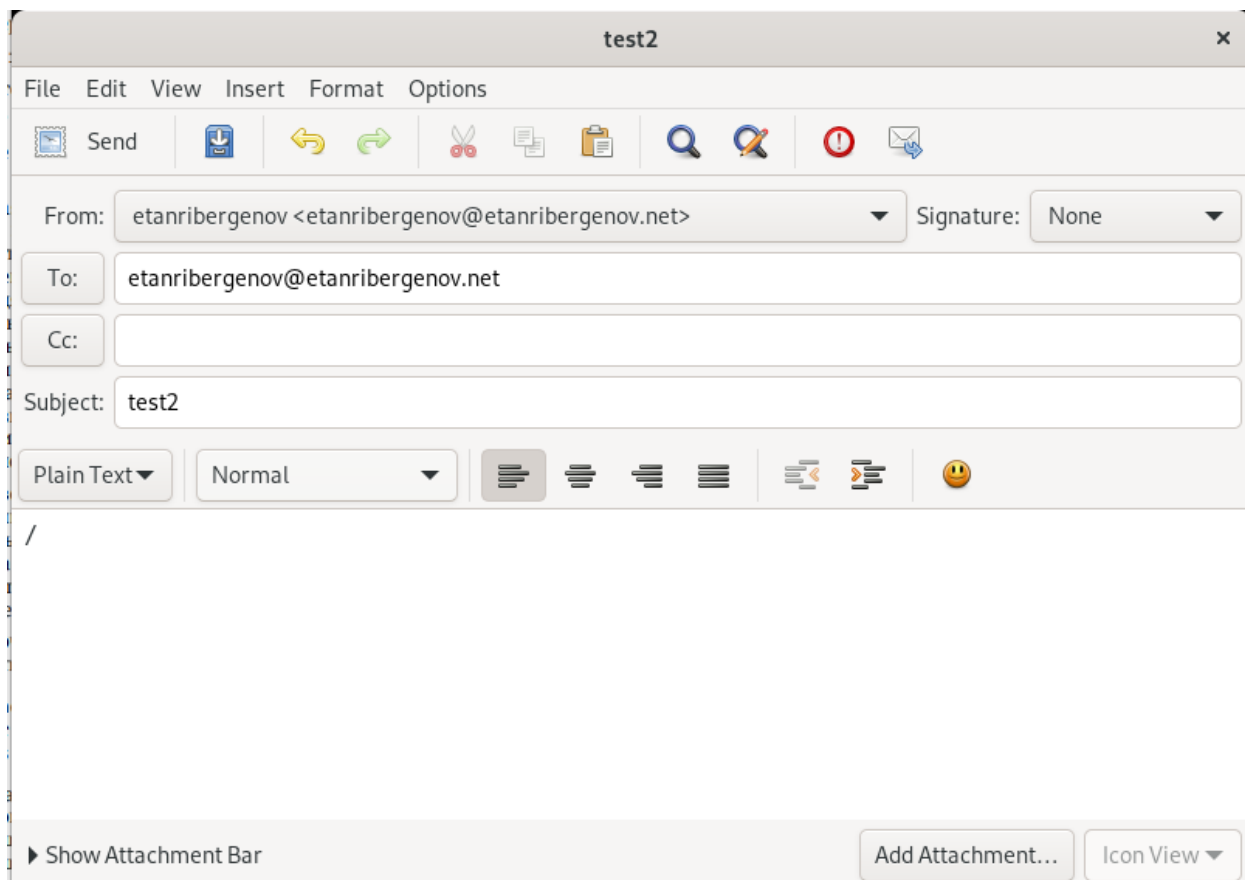 test2
File Edit View Insert Format Options
Send
From: etanribergenov <etanribergenov@etanribergenov.net> Signature: None
To: etanribergenov@etanribergenov.net
Cc:
Subject: test2
Plain Text Normal
/
Show Attachment Bar Add Attachment... Icon View